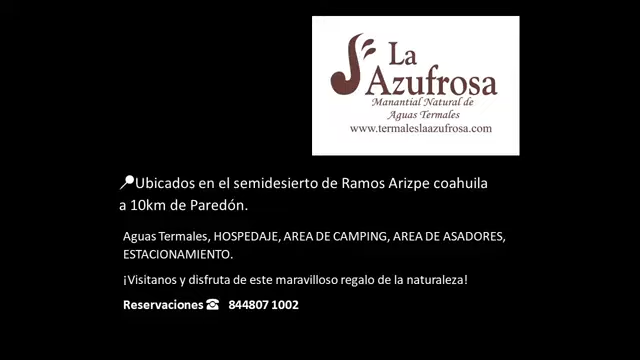 La
Azufrosa
Manantial Natural de
Aguas Termales
www.termaleslaazufrosa.com
📍Ubicados en el semidesierto de Ramos Arizpe coahuila
a 10km de Paredón.
Aguas Termales, HOSPEDAJE, AREA DE CAMPING, AREA DE ASADORES,
ESTACIONAMIENTO.
¡Visitanos y disfruta de este maravilloso regalo de la naturaleza!
Reservaciones ☎ 844807 1002